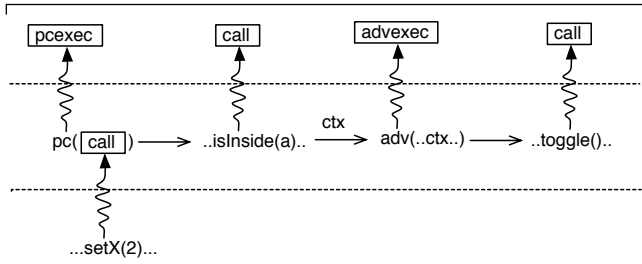 pcexec call advexec call
ctx
pc( call ) ..isInside(a).. adv(..ctx..) ..toggle()..
...setX(2)...